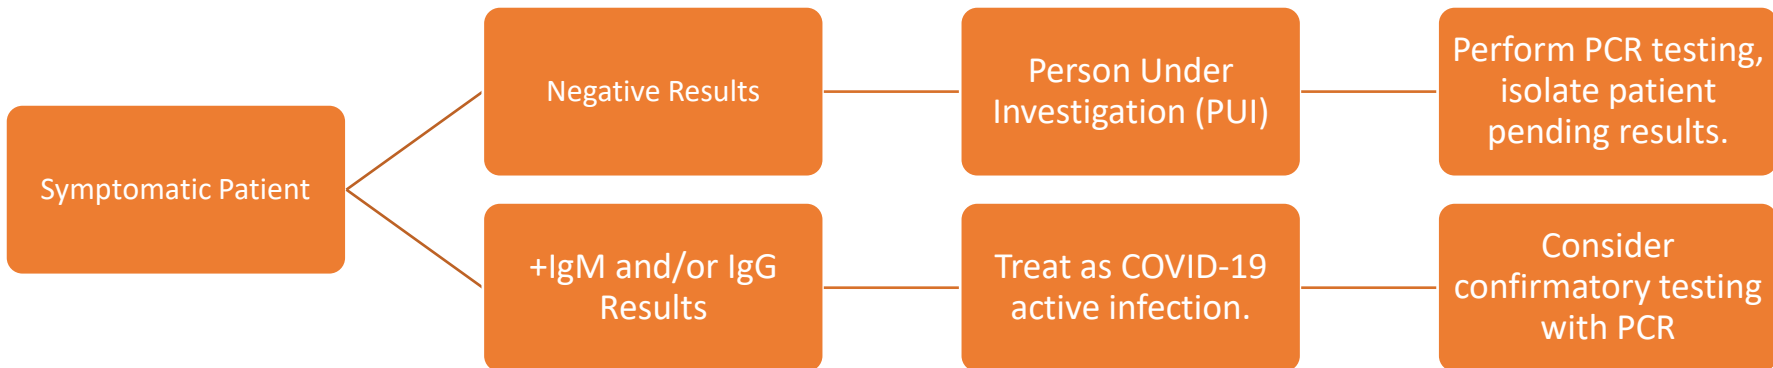 Symptomatic Patient
Negative Results
Person Under
Investigation (PUI)
Perform PCR testing,
isolate patient
pending results.
+IgM and/or IgG
Results
Treat as COVID-19
active infection.
Consider
confirmatory testing
with PCR